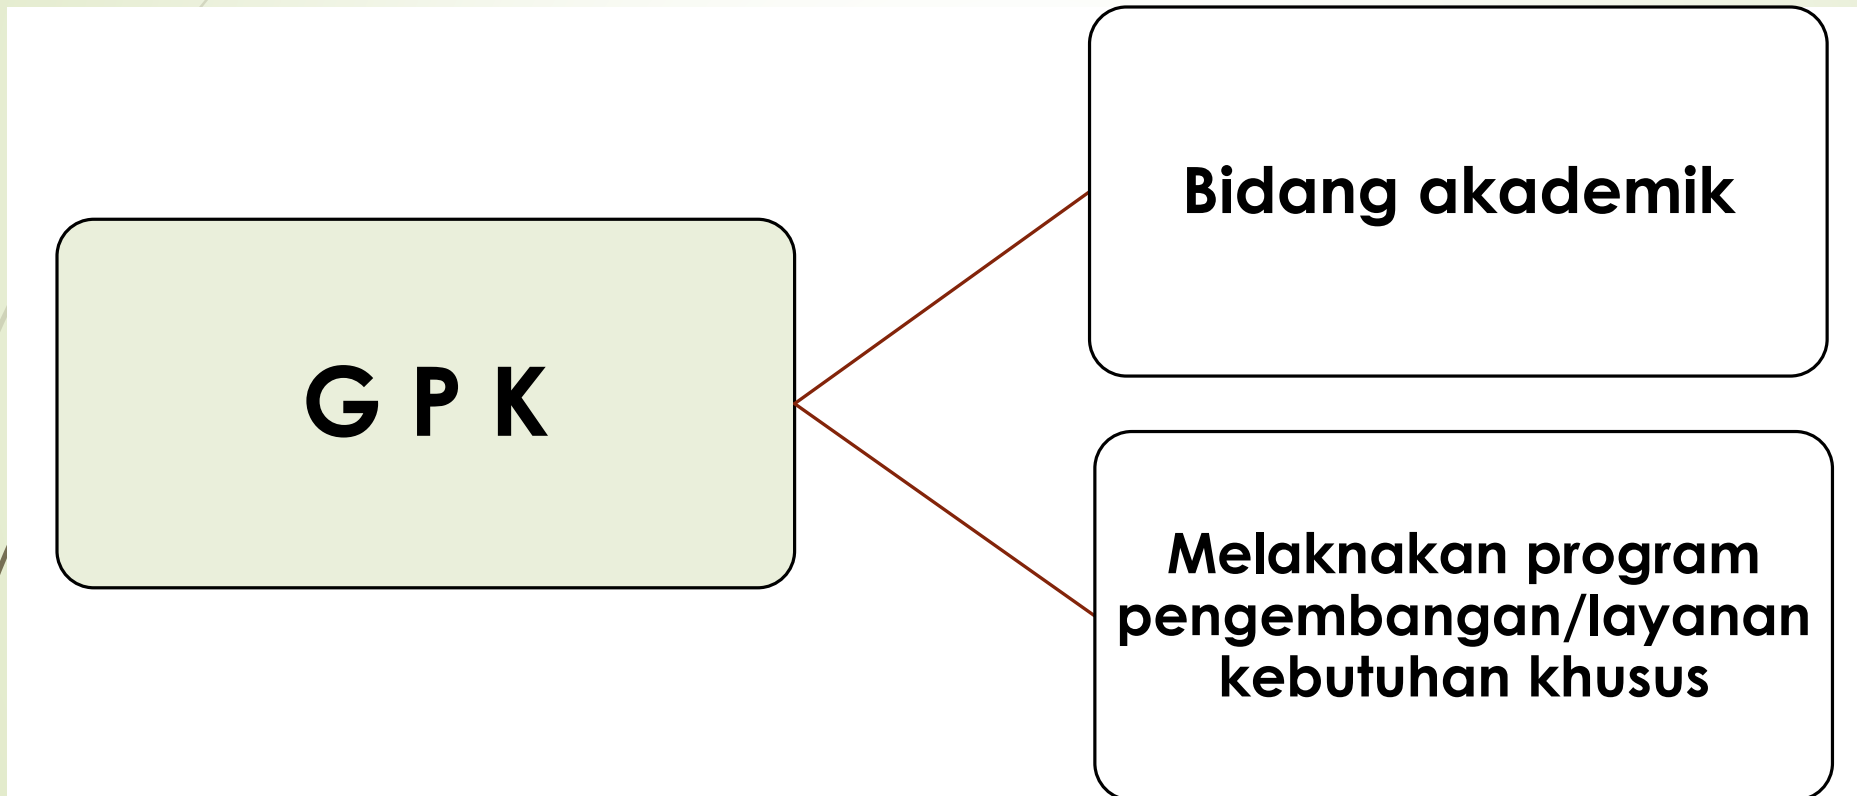 G P K
Bidang akademik
Melaknakan program
pengembangan/layanan
kebutuhan khusus